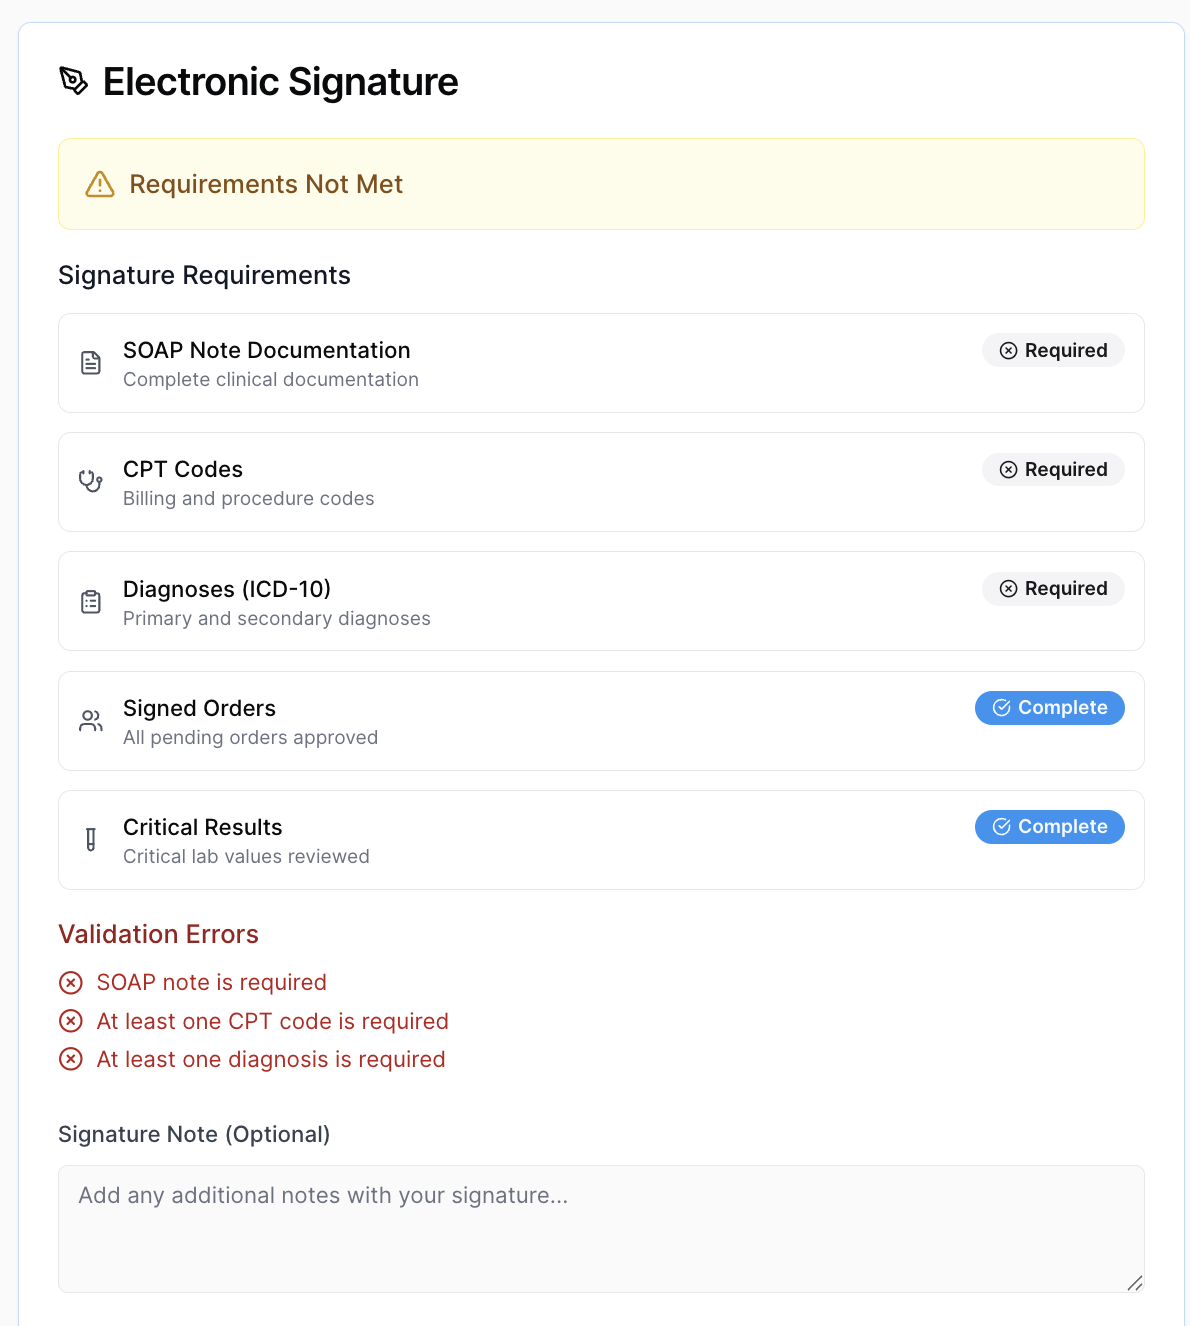 Electronic Signature
Requirements Not Met
Signature Requirements
SOAP Note Documentation
Required
Complete clinical documentation
CPT Codes
Required
Billing and procedure codes
Diagnoses (ICD-10)
Required
Primary and secondary diagnoses
Signed Orders
Complete
All pending orders approved
Critical Results
Complete
Critical lab values reviewed
Validation Errors
SOAP note is required
At least one CPT code is required
At least one diagnosis is required
Signature Note (Optional)
Add any additional notes with your signature...